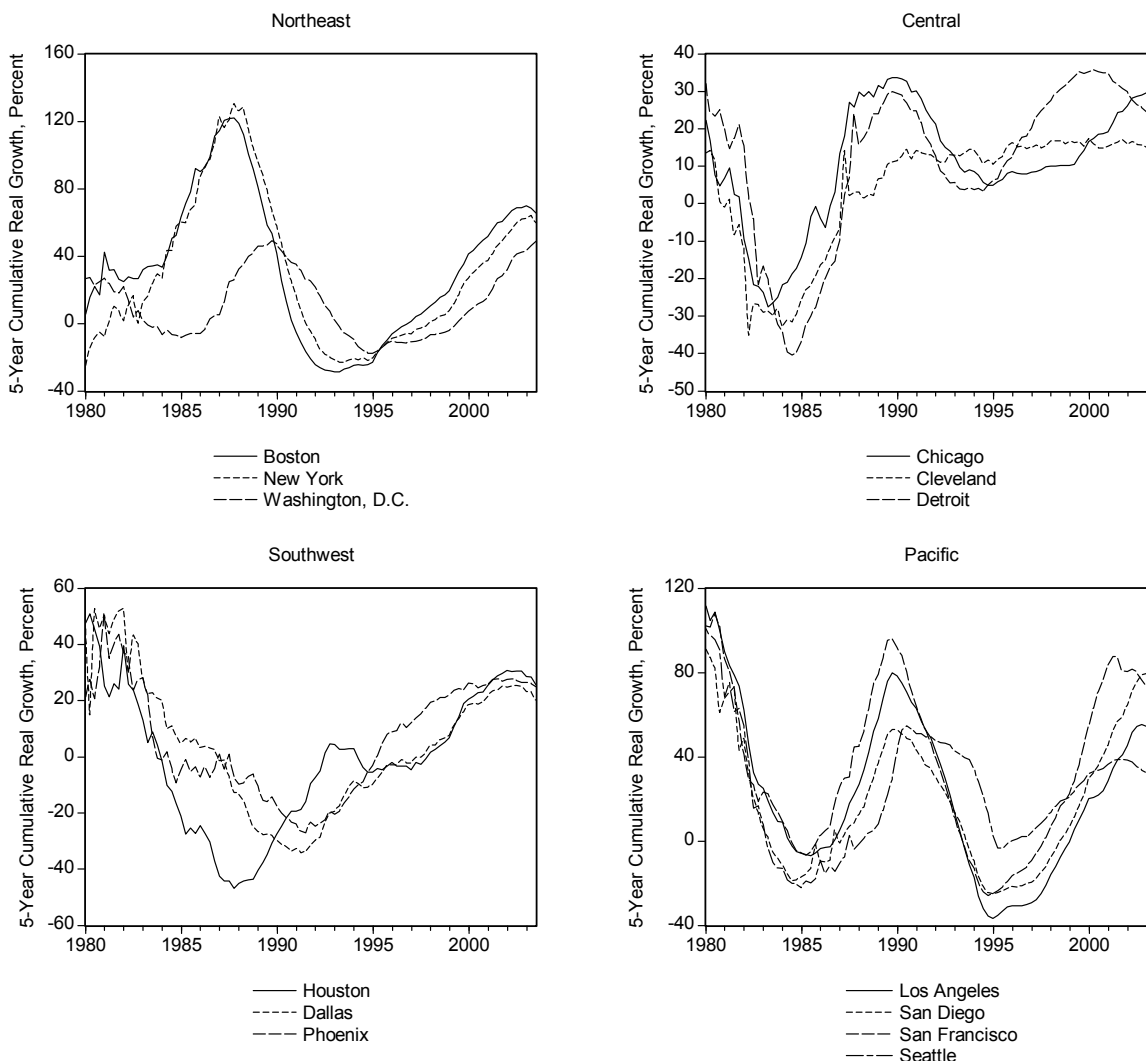 Northeast
5-Year Cumulative Real Growth, Percent
160
120
80
40
0
-40
1980 1985 1990 1995 2000
Boston
New York
Washington, D.C.
Central
5-Year Cumulative Real Growth, Percent
40
30
20
10
0
-10
-20
-30
-40
-50
1980 1985 1990 1995 2000
Chicago
Cleveland
Detroit
Southwest
5-Year Cumulative Real Growth, Percent
60
40
20
0
-20
-40
-60
1980 1985 1990 1995 2000
Houston
Dallas
Phoenix
Pacific
5-Year Cumulative Real Growth, Percent
120
80
40
0
-40
1980 1985 1990 1995 2000
Los Angeles
San Diego
San Francisco
Seattle